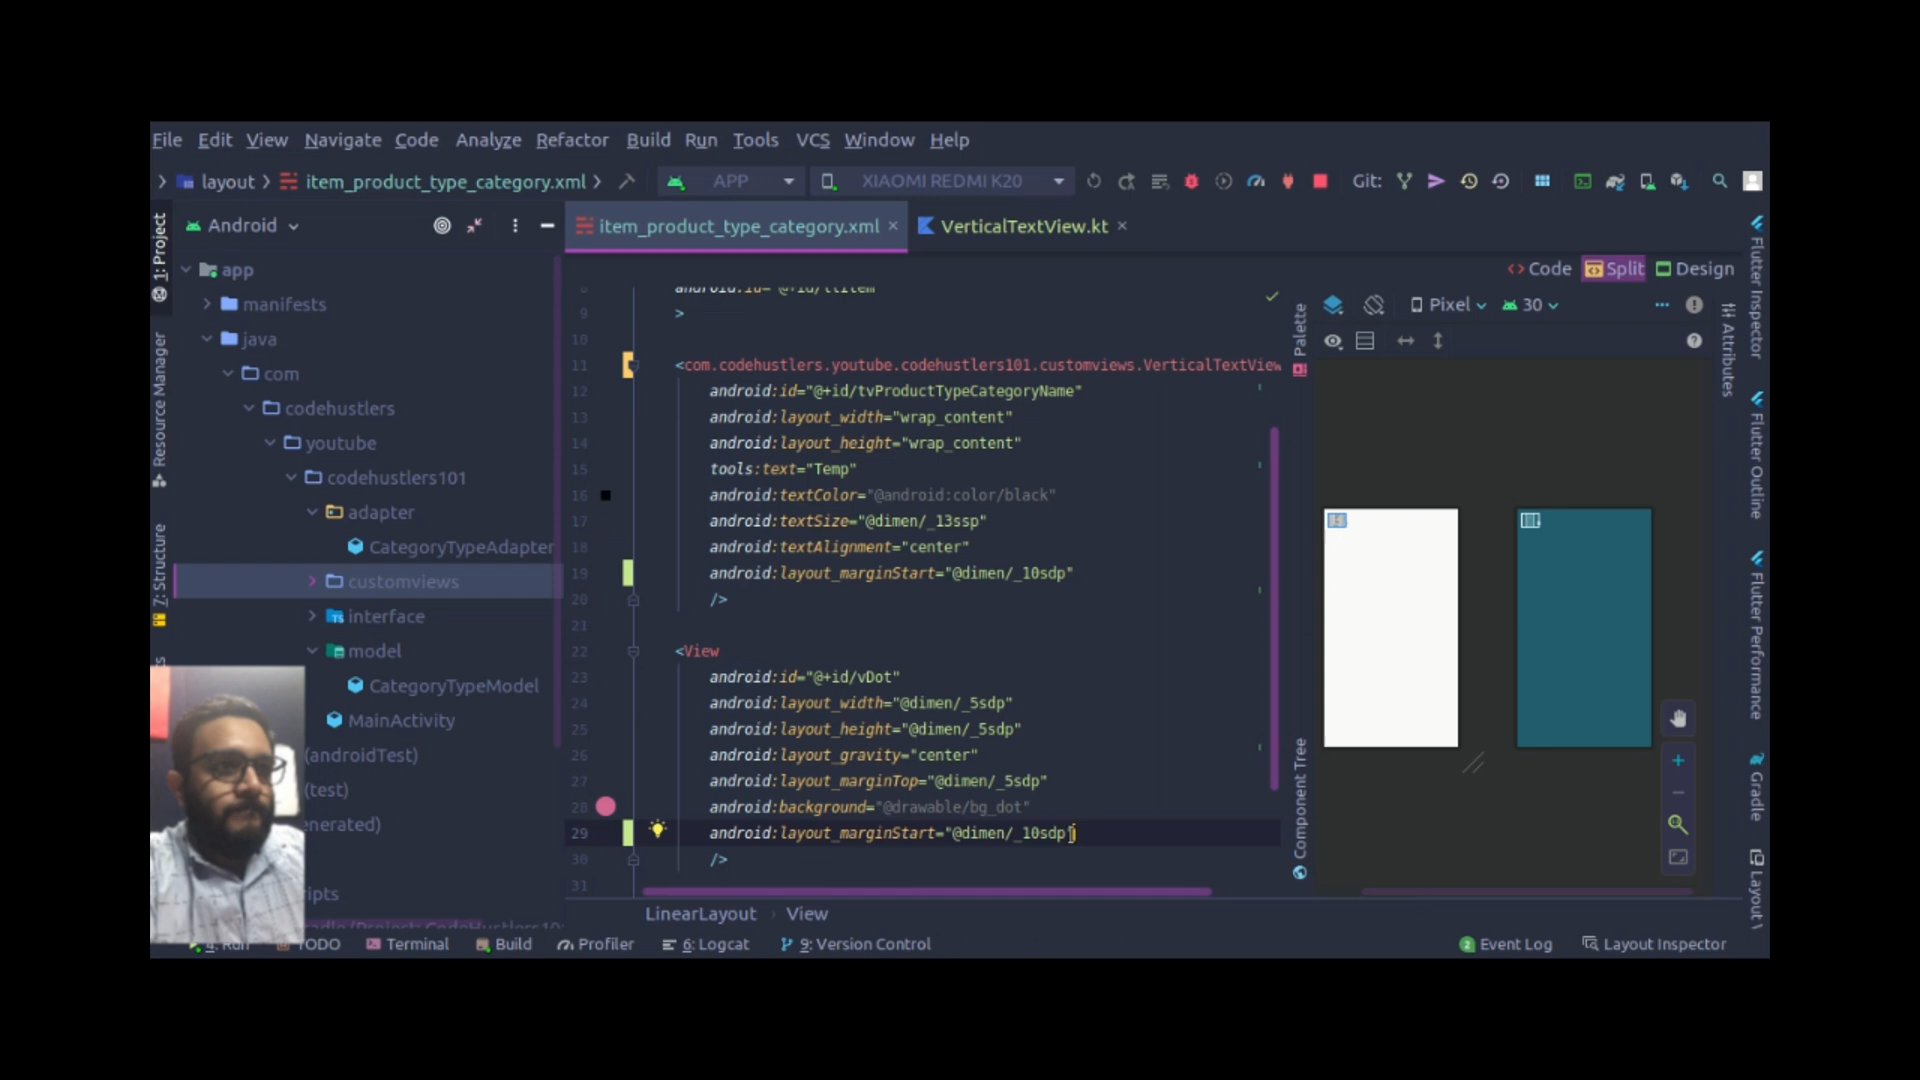 File Edit View Navigate Code Analyze Refactor Build Run Tools VCS Window Help
layout item_product_type_category.xml APP XIAOMI REDMI K20 Git:
Android
item_product_type_category.xml VerticalTextView.kt
Code Split Design
1: Project
Resource Manager
7: Structure
app
manifests
java
com
codehustlers
youtube
codehustlers101
adapter
CategoryTypeAdapter
customviews
interface
model
CategoryTypeModel
MainActivity
(androidTest)
(test)
9 >
10
11 <com.codehustlers.youtube.codehustlers101.customviews.VerticalTextView
12 android:id="@+id/tvProductTypeCategoryName"
13 android:layout_width="wrap_content"
14 android:layout_height="wrap_content"
15 tools:text="Temp"
16 android:textColor="@android:color/black"
17 android:textSize="@dimen/_13ssp"
18 android:textAlignment="center"
19 android:layout_marginStart="@dimen/_10sdp"
20 />
21
22 <View
23 android:id="@+id/vDot"
24 android:layout_width="@dimen/_5sdp"
25 android:layout_height="@dimen/_5sdp"
26 android:layout_gravity="center"
27 android:layout_marginTop="@dimen/_5sdp"
28 android:background="@drawable/bg_dot"
29 android:layout_marginStart="@dimen/_10sdp"
30 />
31
Palette
Component Tree
Pixel 30
Attributes
Flutter Inspector
Flutter Outline
Flutter Performance
Gradle
LinearLayout View
4: Run TODO Terminal Build Profiler 6: Logcat 9: Version Control
2 Event Log Layout Inspector